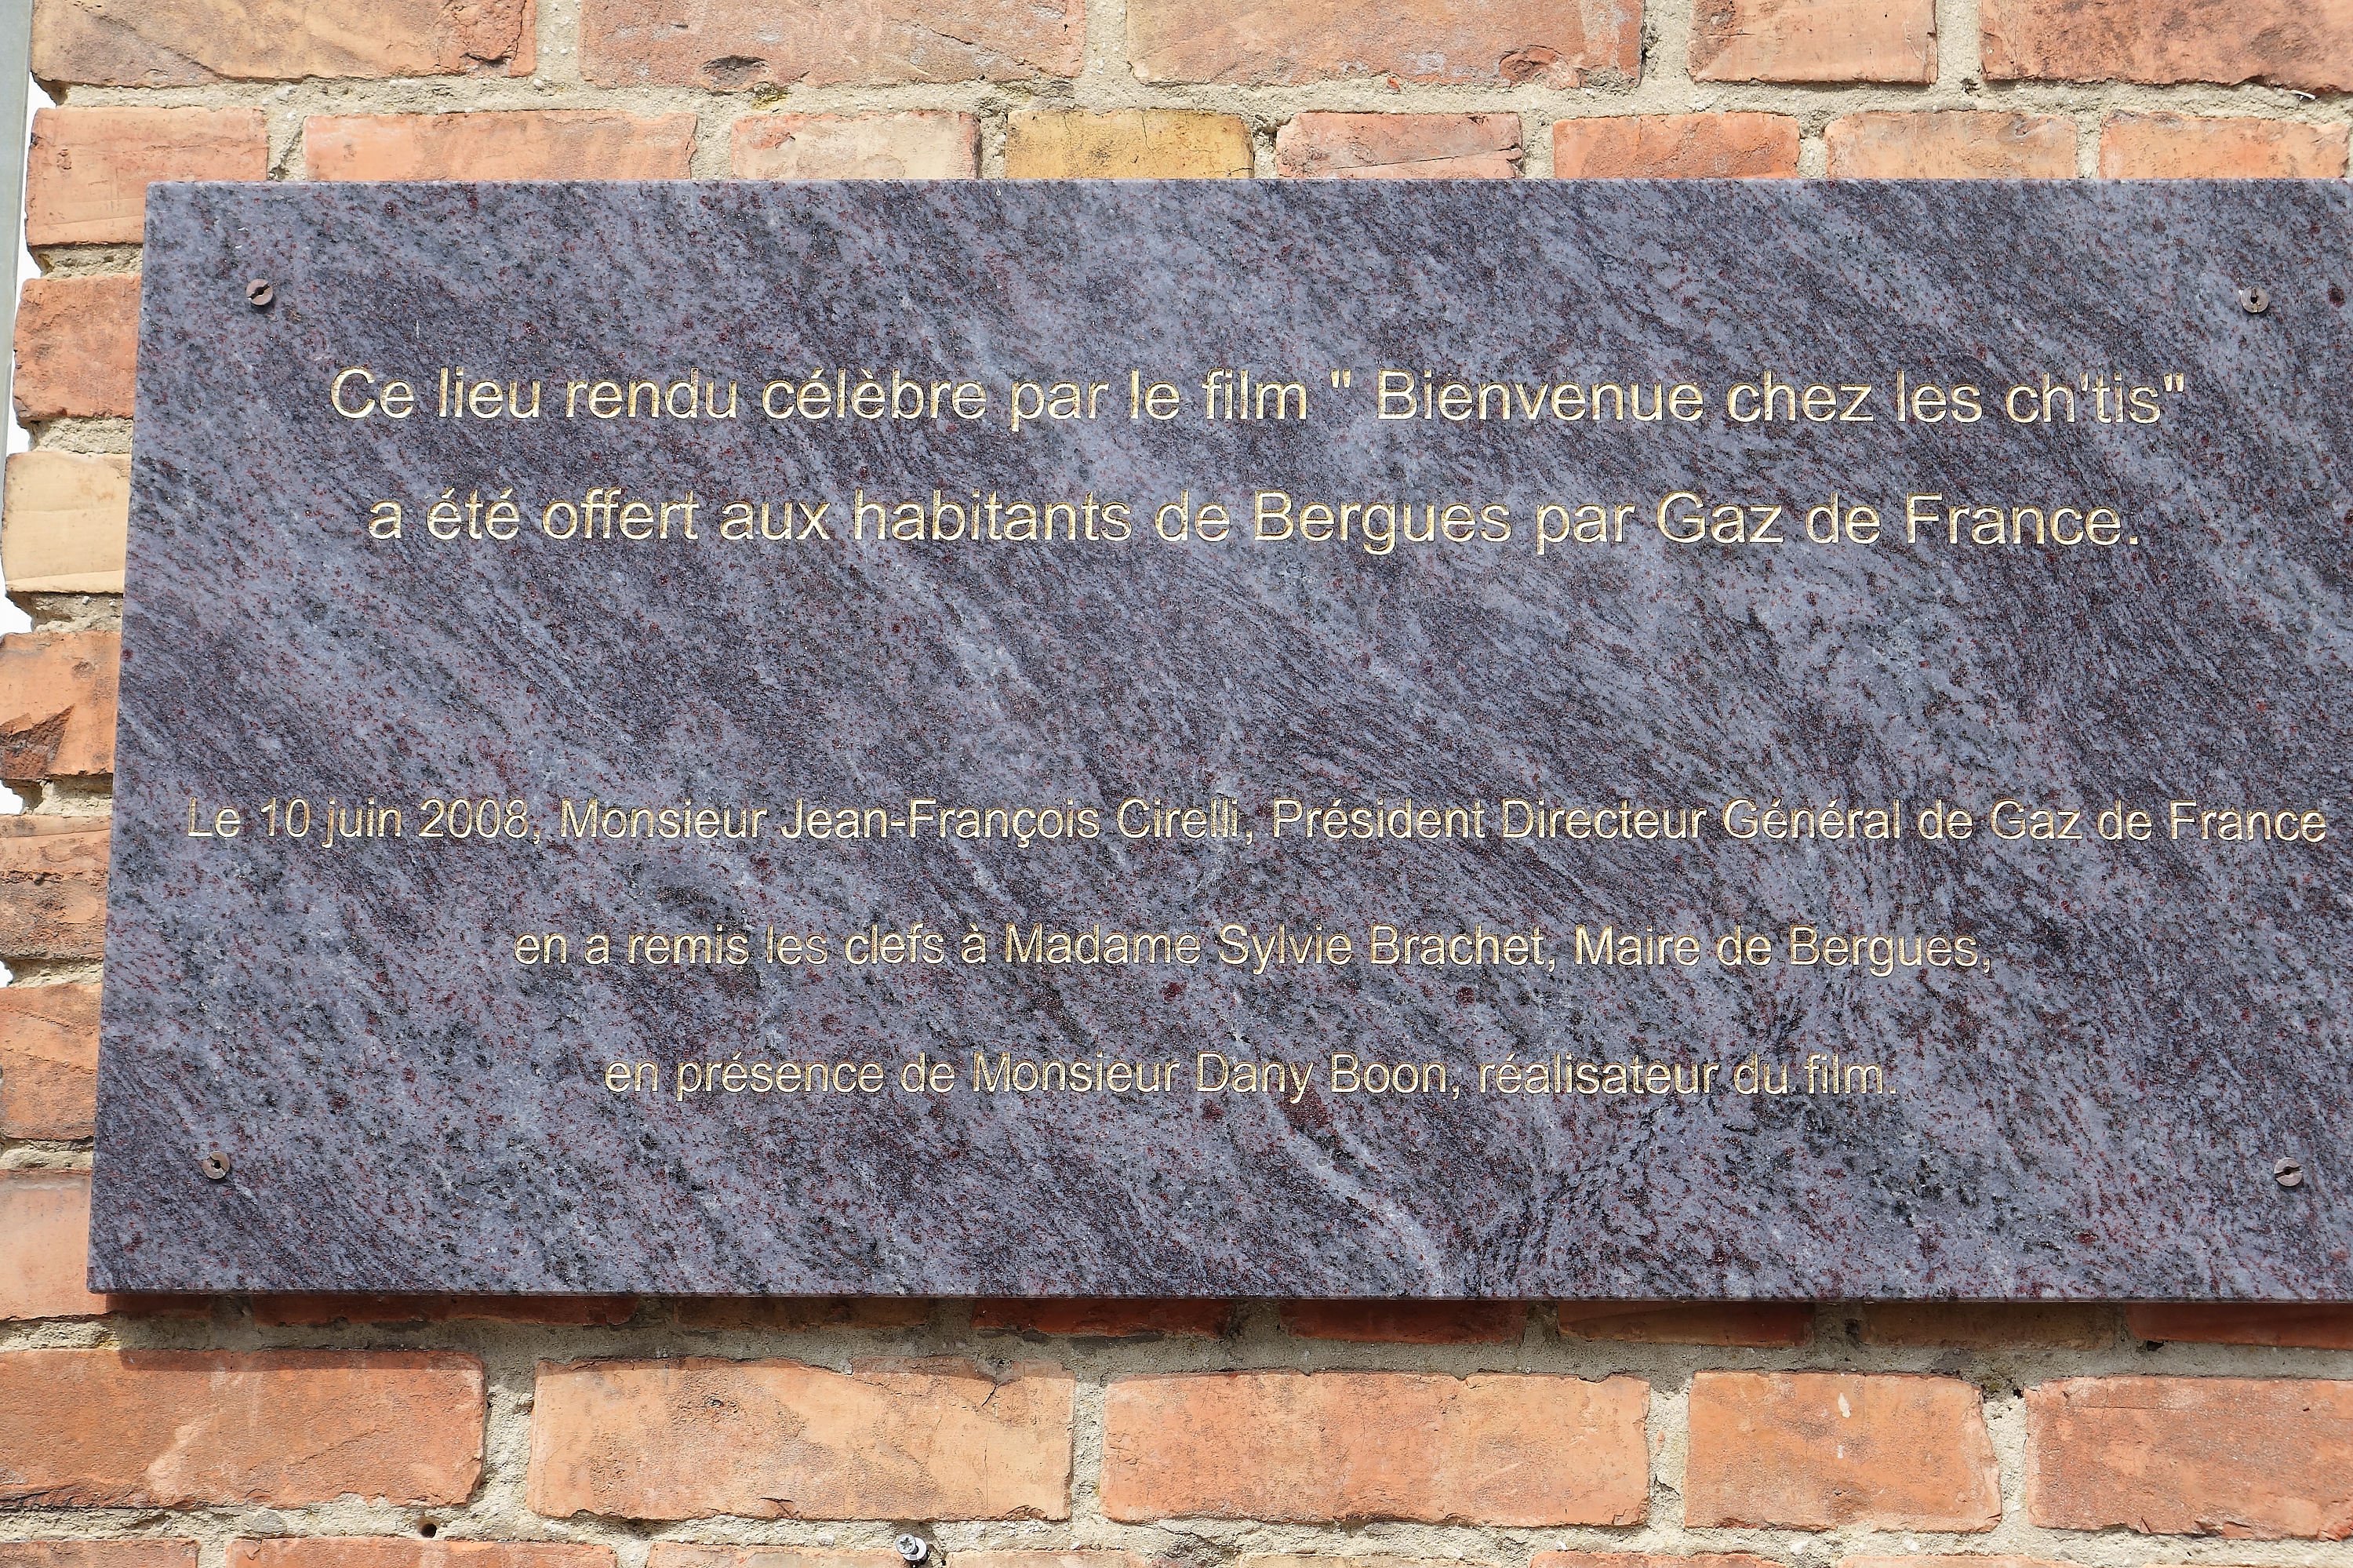 Ce lieu rendu célèbre par le film " Bienvenue chez les ch'tis"
a été offert aux habitants de Bergues par Gaz de France.
Le 10 juin 2008, Monsieur Jean-François Cirelli, Président Directeur Général de Gaz de France
en a remis les clefs à Madame Sylvie Brachet, Maire de Bergues,
en présence de Monsieur Dany Boon, réalisateur du film.